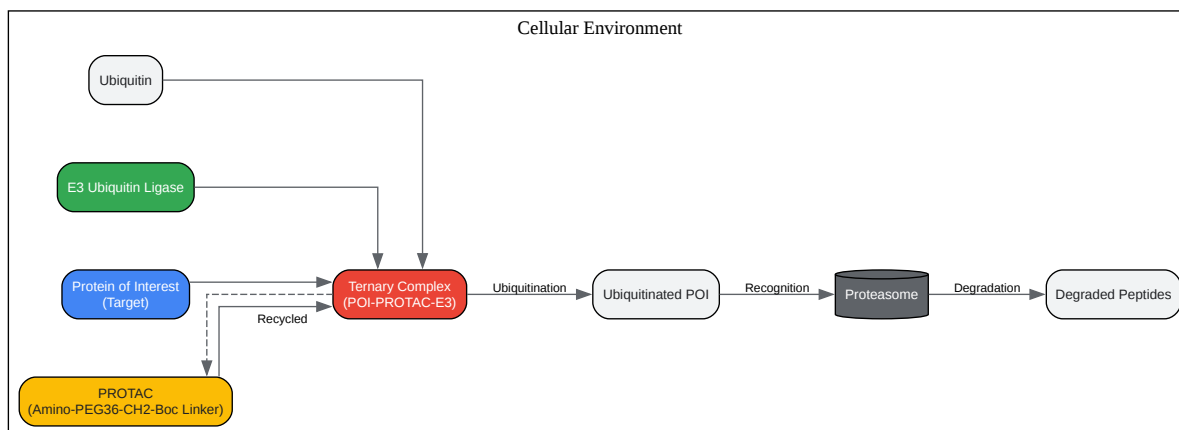 Cellular Environment
Ubiquitin
E3 Ubiquitin Ligase
Protein of Interest
(Target)
Ternary Complex
(POI-PROTAC-E3)
Ubiquitination
Ubiquitinated POI
Recognition
Proteasome
Degradation
Degraded Peptides
Recycled
PROTAC
(Amino-PEG36-CH2-Boc Linker)